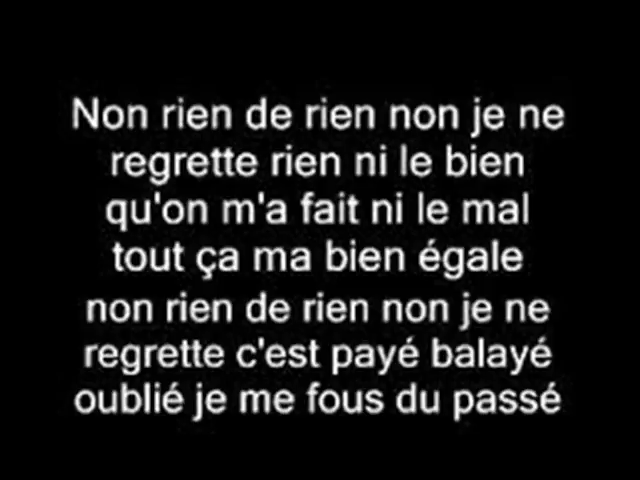 Non rien de rien non je ne
regrette rien ni le bien
qu'on m'a fait ni le mal
tout ça ma bien égale
non rien de rien non je ne
regrette c'est payé balayé
oublié je me fous du passé